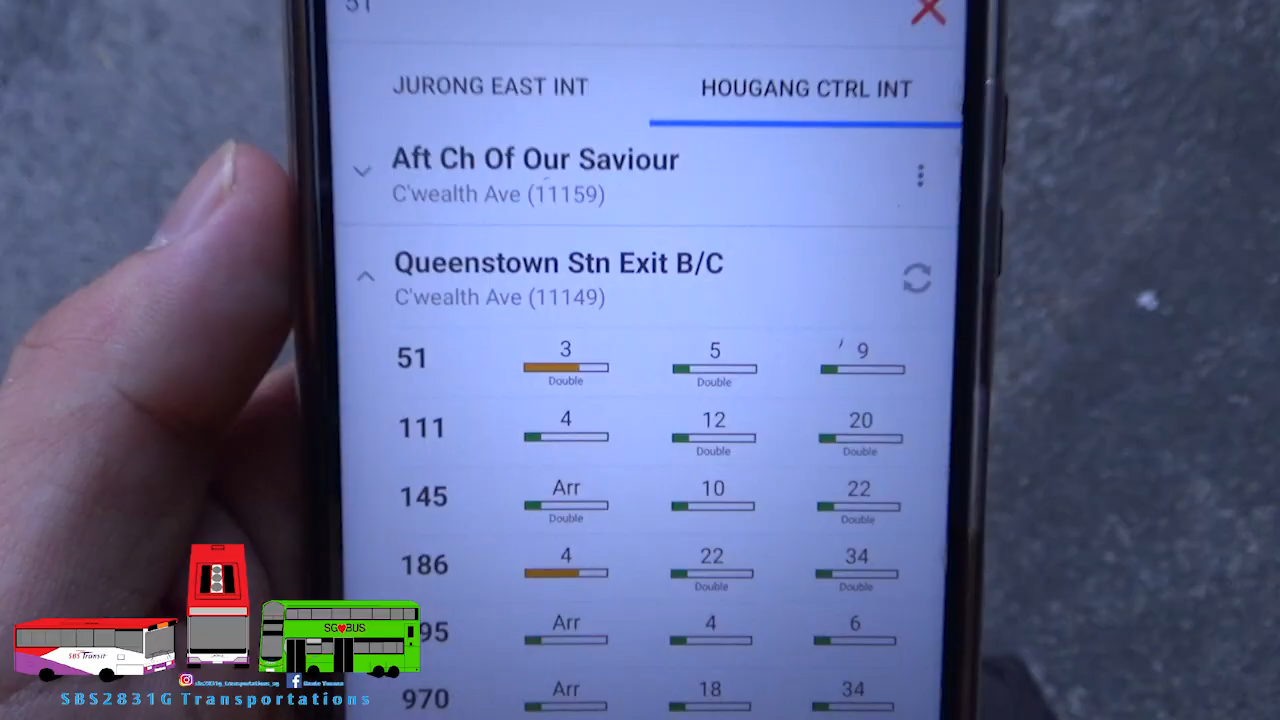 51
JURONG EAST INT
HOUGANG CTRL INT
Aft Ch Of Our Saviour
C'wealth Ave (11159)
Queenstown Stn Exit B/C
C'wealth Ave (11149)
51 3 5 9
Double Double
111 4 12 20
Double Double
145 Arr 10 22
Double Double
186 4 22 34
Double Double
95 Arr 4 6
970 Arr 18 34
SBS Transit
SG♥BUS
sbs2831g_transportations_sg
SBS2831G Transportations